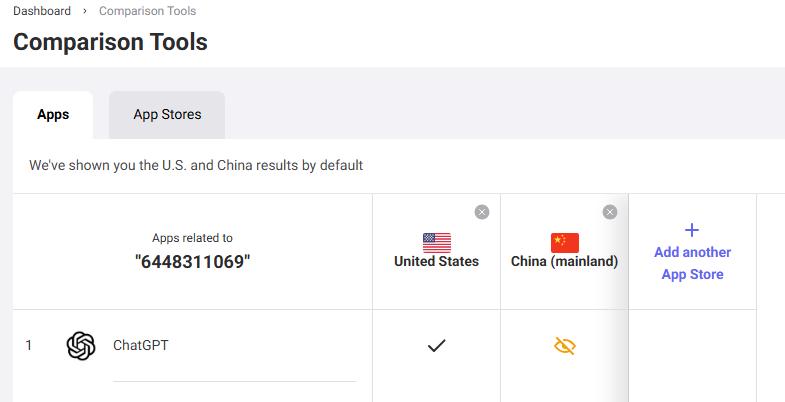 Dashboard › Comparison Tools
Comparison Tools
Apps
App Stores
We've shown you the U.S. and China results by default
Apps related to
"6448311069"
United States
China (mainland)
Add another
App Store
1
ChatGPT